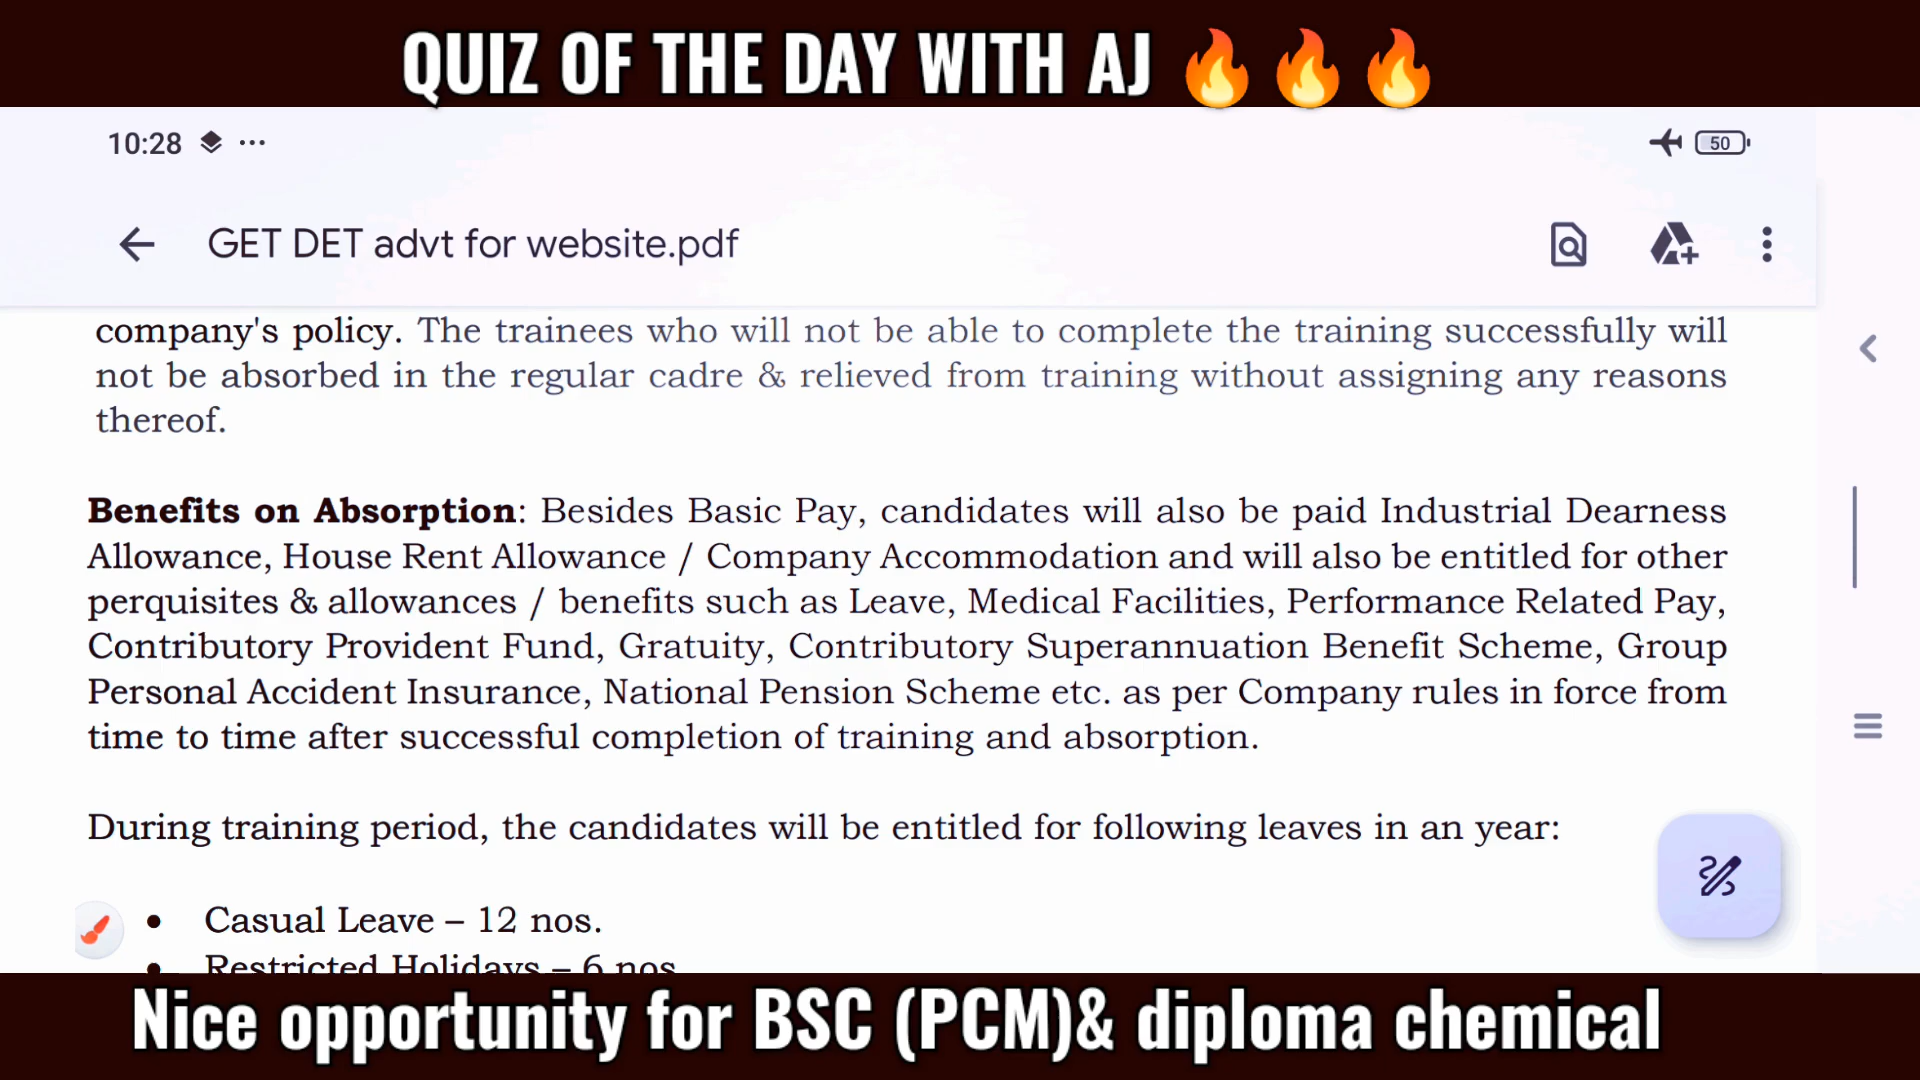 QUIZ OF THE DAY WITH AJ 🔥🔥🔥
10:28
50
GET DET advt for website.pdf
company's policy. The trainees who will not be able to complete the training successfully will
not be absorbed in the regular cadre & relieved from training without assigning any reasons
thereof.
Benefits on Absorption: Besides Basic Pay, candidates will also be paid Industrial Dearness
Allowance, House Rent Allowance / Company Accommodation and will also be entitled for other
perquisites & allowances / benefits such as Leave, Medical Facilities, Performance Related Pay,
Contributory Provident Fund, Gratuity, Contributory Superannuation Benefit Scheme, Group
Personal Accident Insurance, National Pension Scheme etc. as per Company rules in force from
time to time after successful completion of training and absorption.
During training period, the candidates will be entitled for following leaves in an year:
• Casual Leave – 12 nos.
• Restricted Holidays – 6 nos
Nice opportunity for BSC (PCM)& diploma chemical